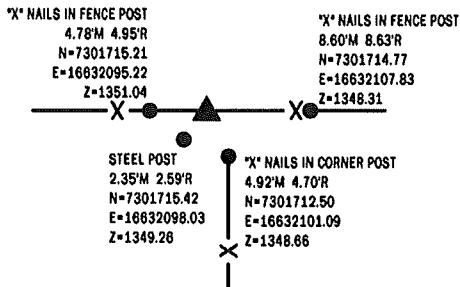 "X" NAILS IN FENCE POST
4.78'M 4.95'R
N=7301715.21
E=16632095.22
Z=1351.04
"X" NAILS IN FENCE POST
8.60'M 8.63'R
N=7301714.77
E=16632107.83
Z=1348.31
STEEL POST
2.35'M 2.59'R
N=7301715.42
E=16632098.03
Z=1349.26
"X" NAILS IN CORNER POST
4.92'M 4.70'R
N=7301712.50
E=16632101.09
Z=1348.66